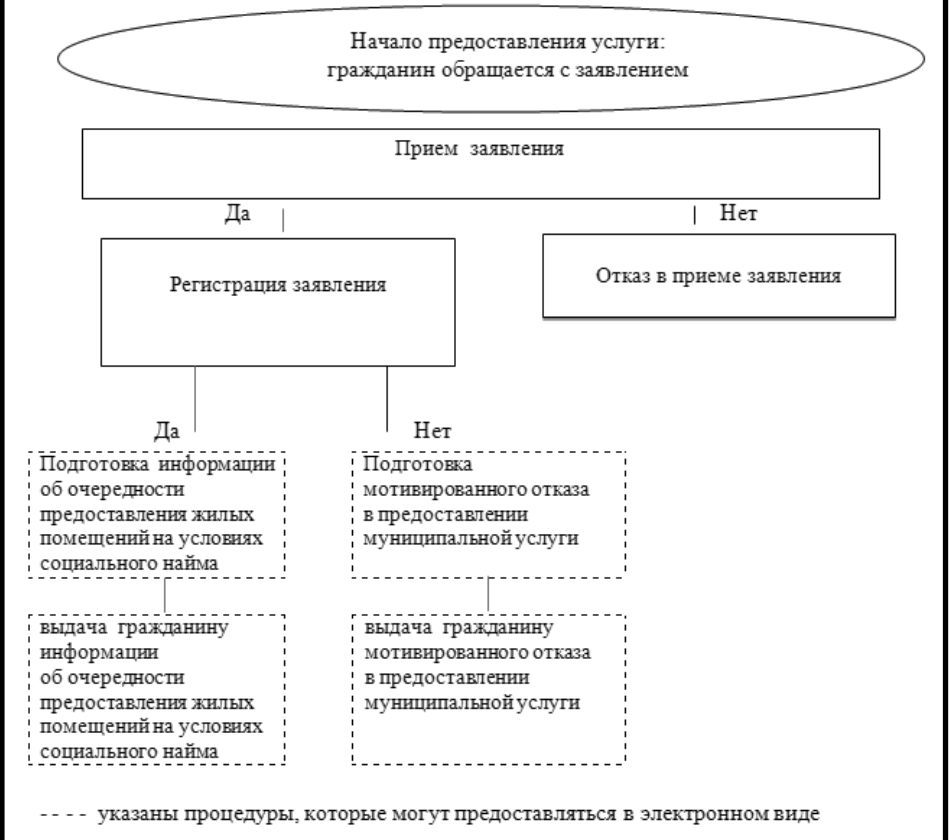 Начало предоставления услуги:
гражданин обращается с заявлением
Прием заявления
Да
Нет
Регистрация заявления
Отказ в приеме заявления
Да
Нет
Подготовка информации
об очередности
предоставления жилых
помещений на условиях
социального найма
Подготовка
мотивированного отказа
в предоставлении
муниципальной услуги
выдача гражданину
информации
об очередности
предоставления жилых
помещений на условиях
социального найма
выдача гражданину
мотивированного отказа
в предоставлении
муниципальной услуги
- - - - указаны процедуры, которые могут предоставляться в электронном виде